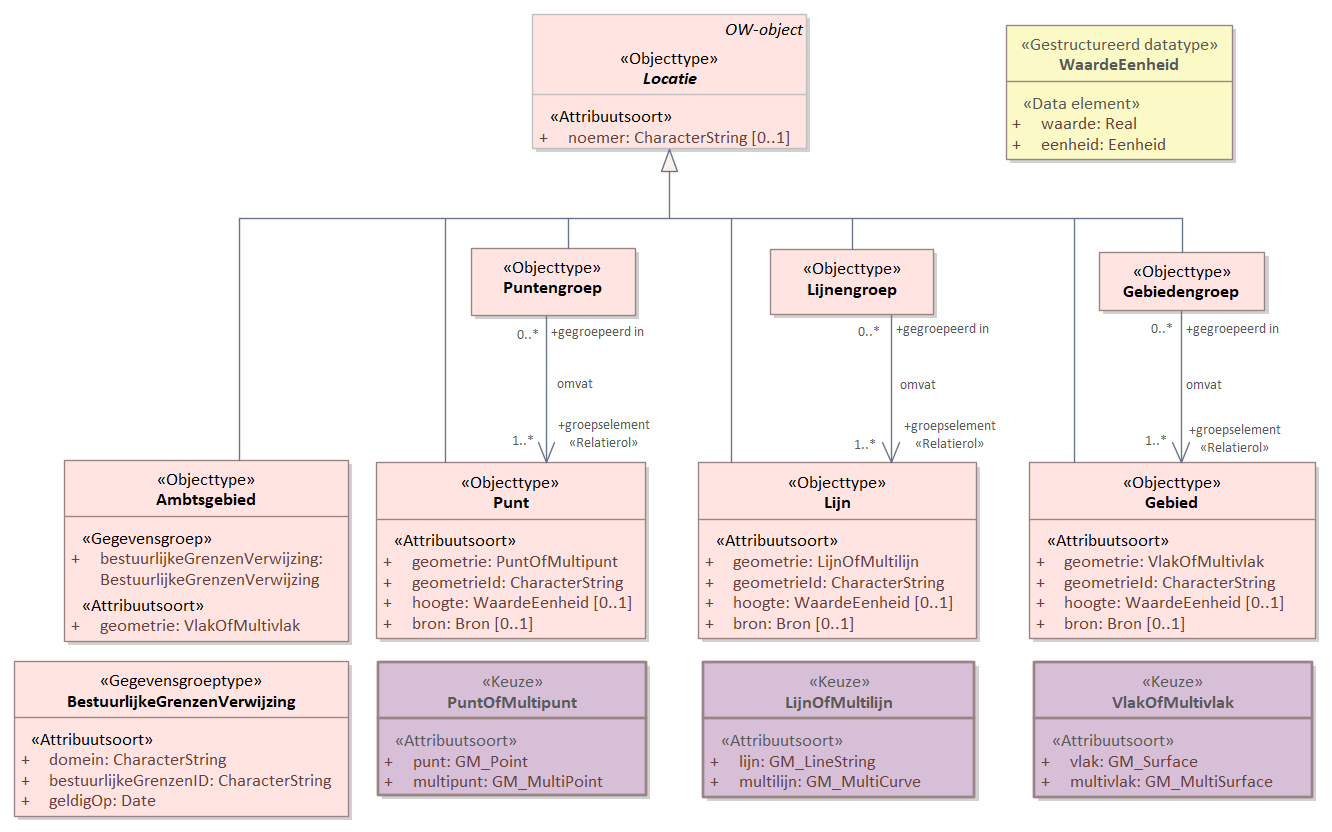 OW-object
«Objecttype»
Locatie
«Attribuutsoort»
+ noemer: CharacterString [0..1]
«Gestructureerd datatype»
WaardeEenheid
«Data element»
+ waarde: Real
+ eenheid: Eenheid
«Objecttype»
Puntengroep
«Objecttype»
Lijnengroep
«Objecttype»
Gebiedengroep
0..* +gegroepeerd in
omvat
+groepselement
1..* «Relatierol»
0..* +gegroepeerd in
omvat
+groepselement
1..* «Relatierol»
0..* +gegroepeerd in
omvat
+groepselement
1..* «Relatierol»
«Objecttype»
Ambtsgebied
«Gegevensgroep»
+ bestuurlijkeGrenzenVerwijzing:
BestuurlijkeGrenzenVerwijzing
«Attribuutsoort»
+ geometrie: VlakOfMultivlak
«Objecttype»
Punt
«Attribuutsoort»
+ geometrie: PuntOfMultipunt
+ geometrieId: CharacterString
+ hoogte: WaardeEenheid [0..1]
+ bron: Bron [0..1]
«Objecttype»
Lijn
«Attribuutsoort»
+ geometrie: LijnOfMultilijn
+ geometrieId: CharacterString
+ hoogte: WaardeEenheid [0..1]
+ bron: Bron [0..1]
«Objecttype»
Gebied
«Attribuutsoort»
+ geometrie: VlakOfMultivlak
+ geometrieId: CharacterString
+ hoogte: WaardeEenheid [0..1]
+ bron: Bron [0..1]
«Gegevensgroeptype»
BestuurlijkeGrenzenVerwijzing
«Attribuutsoort»
+ domein: CharacterString
+ bestuurlijkeGrenzenID: CharacterString
+ geldigOp: Date
«Keuze»
PuntOfMultipunt
«Attribuutsoort»
+ punt: GM_Point
+ multipunt: GM_MultiPoint
«Keuze»
LijnOfMultilijn
«Attribuutsoort»
+ lijn: GM_LineString
+ multilijn: GM_MultiCurve
«Keuze»
VlakOfMultivlak
«Attribuutsoort»
+ vlak: GM_Surface
+ multivlak: GM_MultiSurface